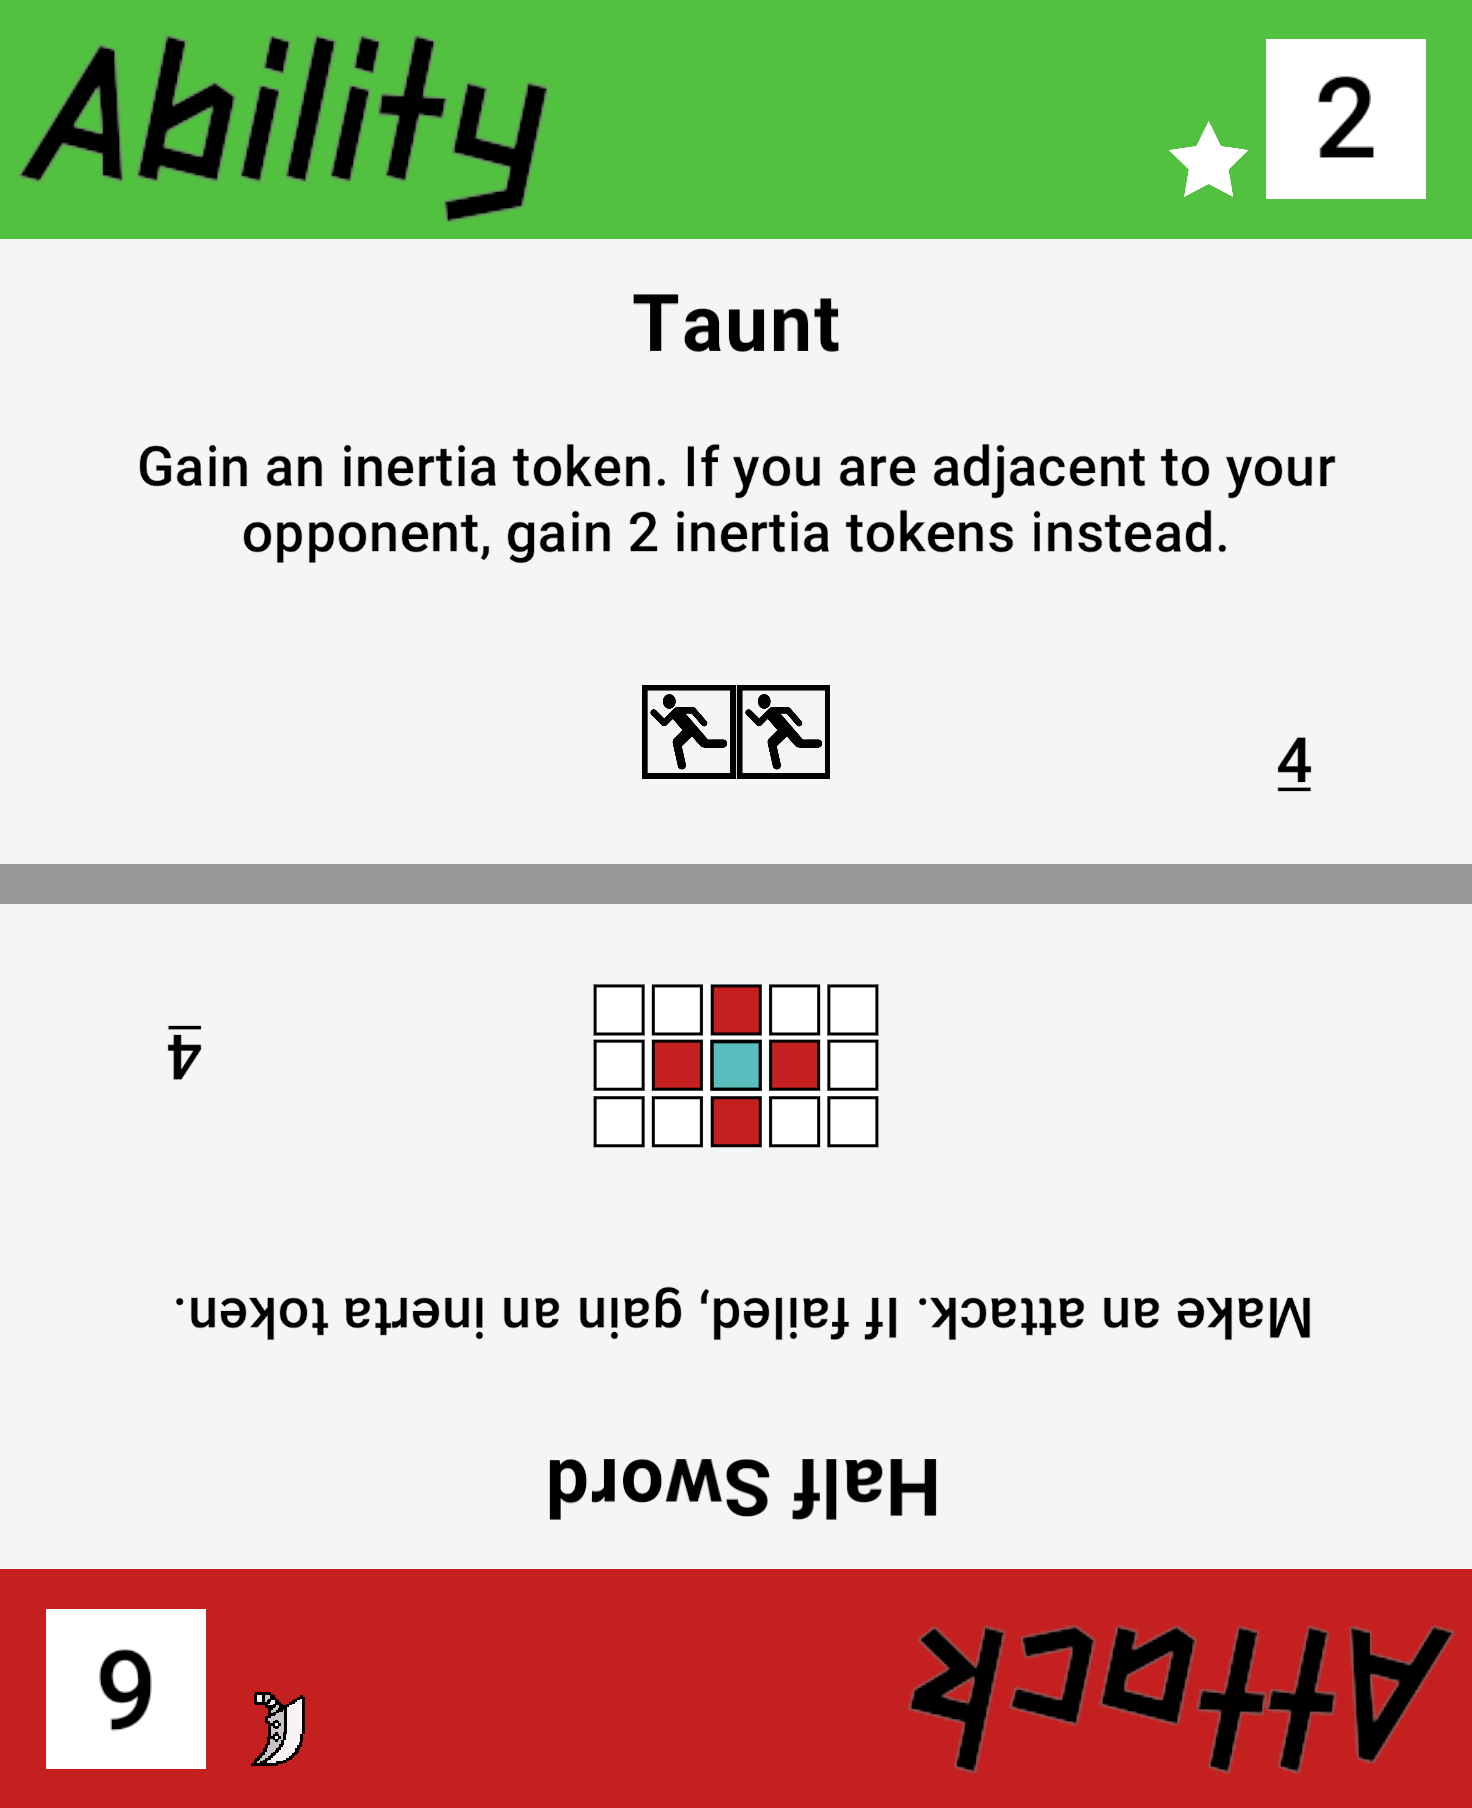 Ability
2
Taunt
Gain an inertia token. If you are adjacent to your
opponent, gain 2 inertia tokens instead.
4
Attack
6
Half Sword
Make an attack. If failed, gain an inerta token.
4